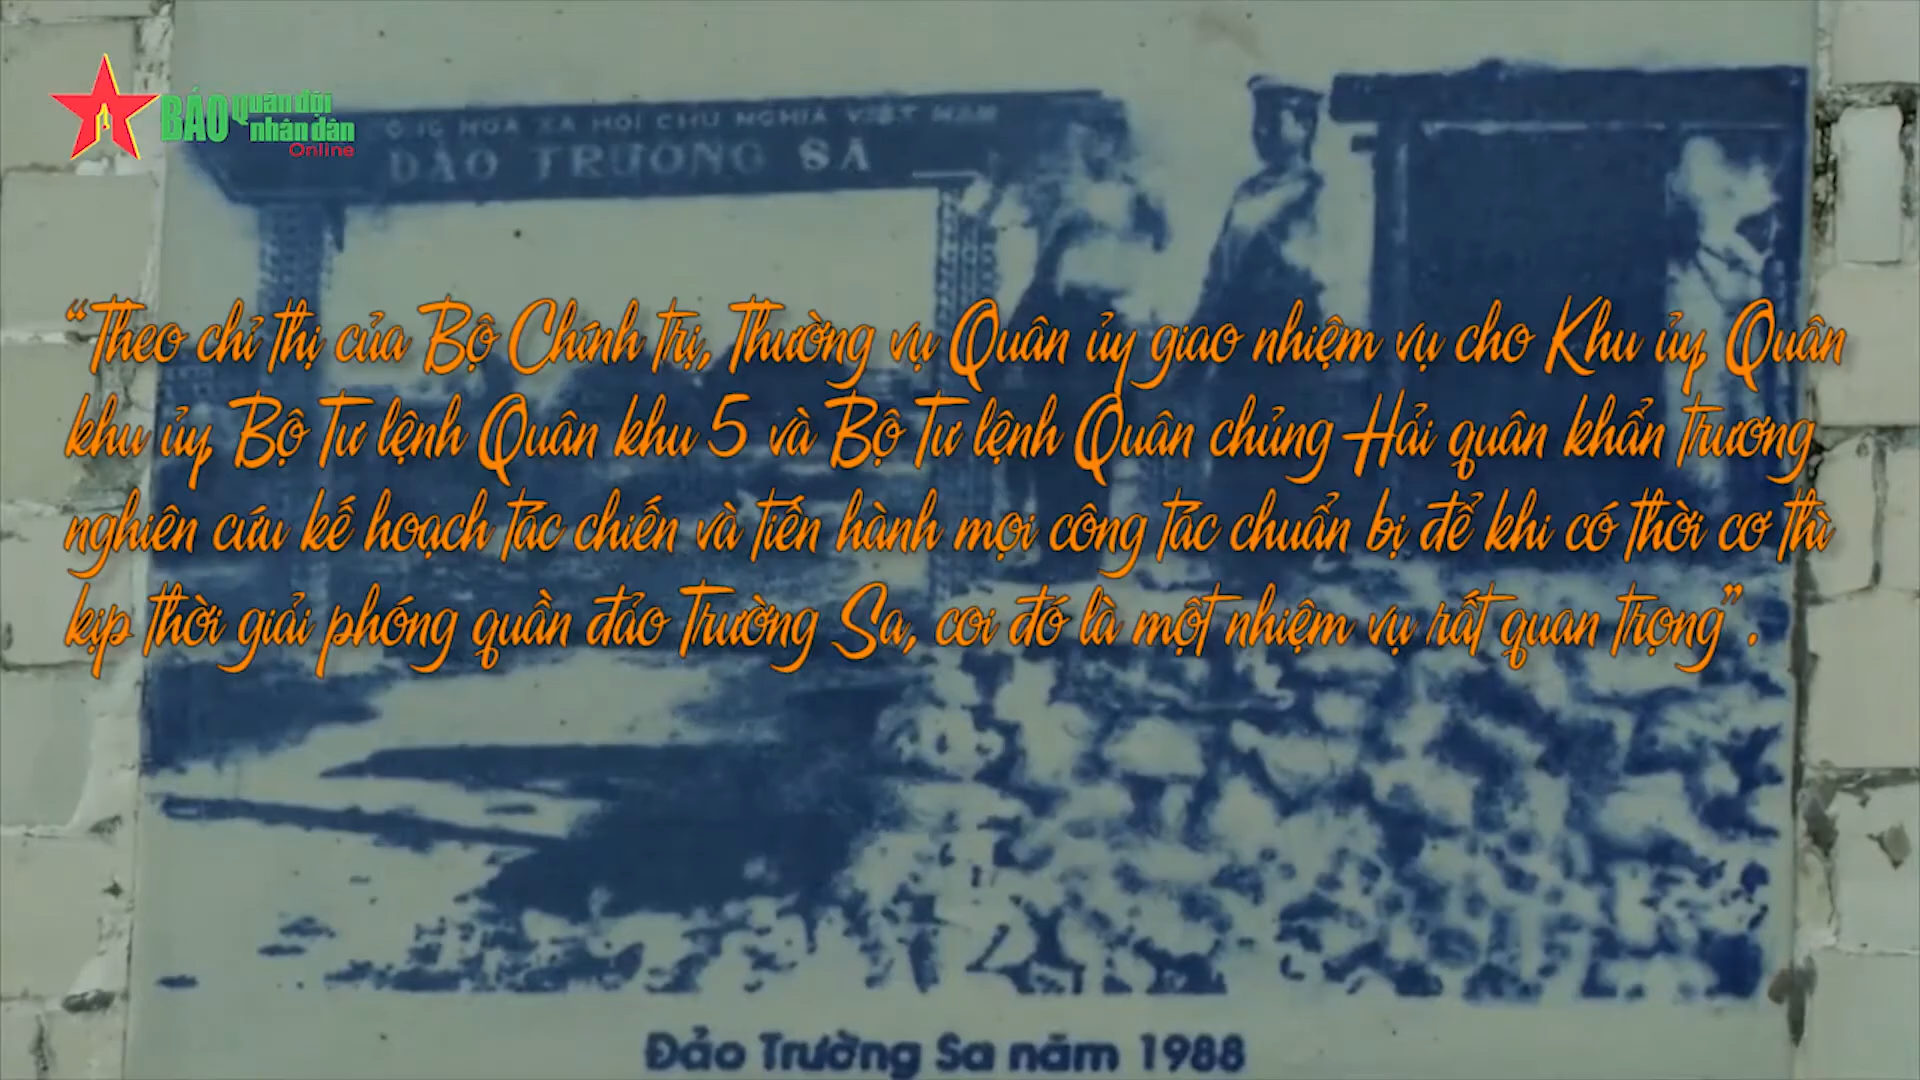 BÁO quân đội
nhân dân
Online
HÒA XÃ HỘI CHỦ NGHĨA VIỆT NAM
ĐẢO TRƯỜNG SA
“Theo chỉ thị của Bộ Chính trị, Thường vụ Quân ủy giao nhiệm vụ cho Khu ủy, Quân
khu ủy, Bộ Tư lệnh Quân khu 5 và Bộ Tư lệnh Quân chủng Hải quân khẩn trương
nghiên cứu kế hoạch tác chiến và tiến hành mọi công tác chuẩn bị để khi có thời cơ thì
kịp thời giải phóng quần đảo Trường Sa, coi đó là một nhiệm vụ rất quan trọng”.
Đảo Trường Sa năm 1988